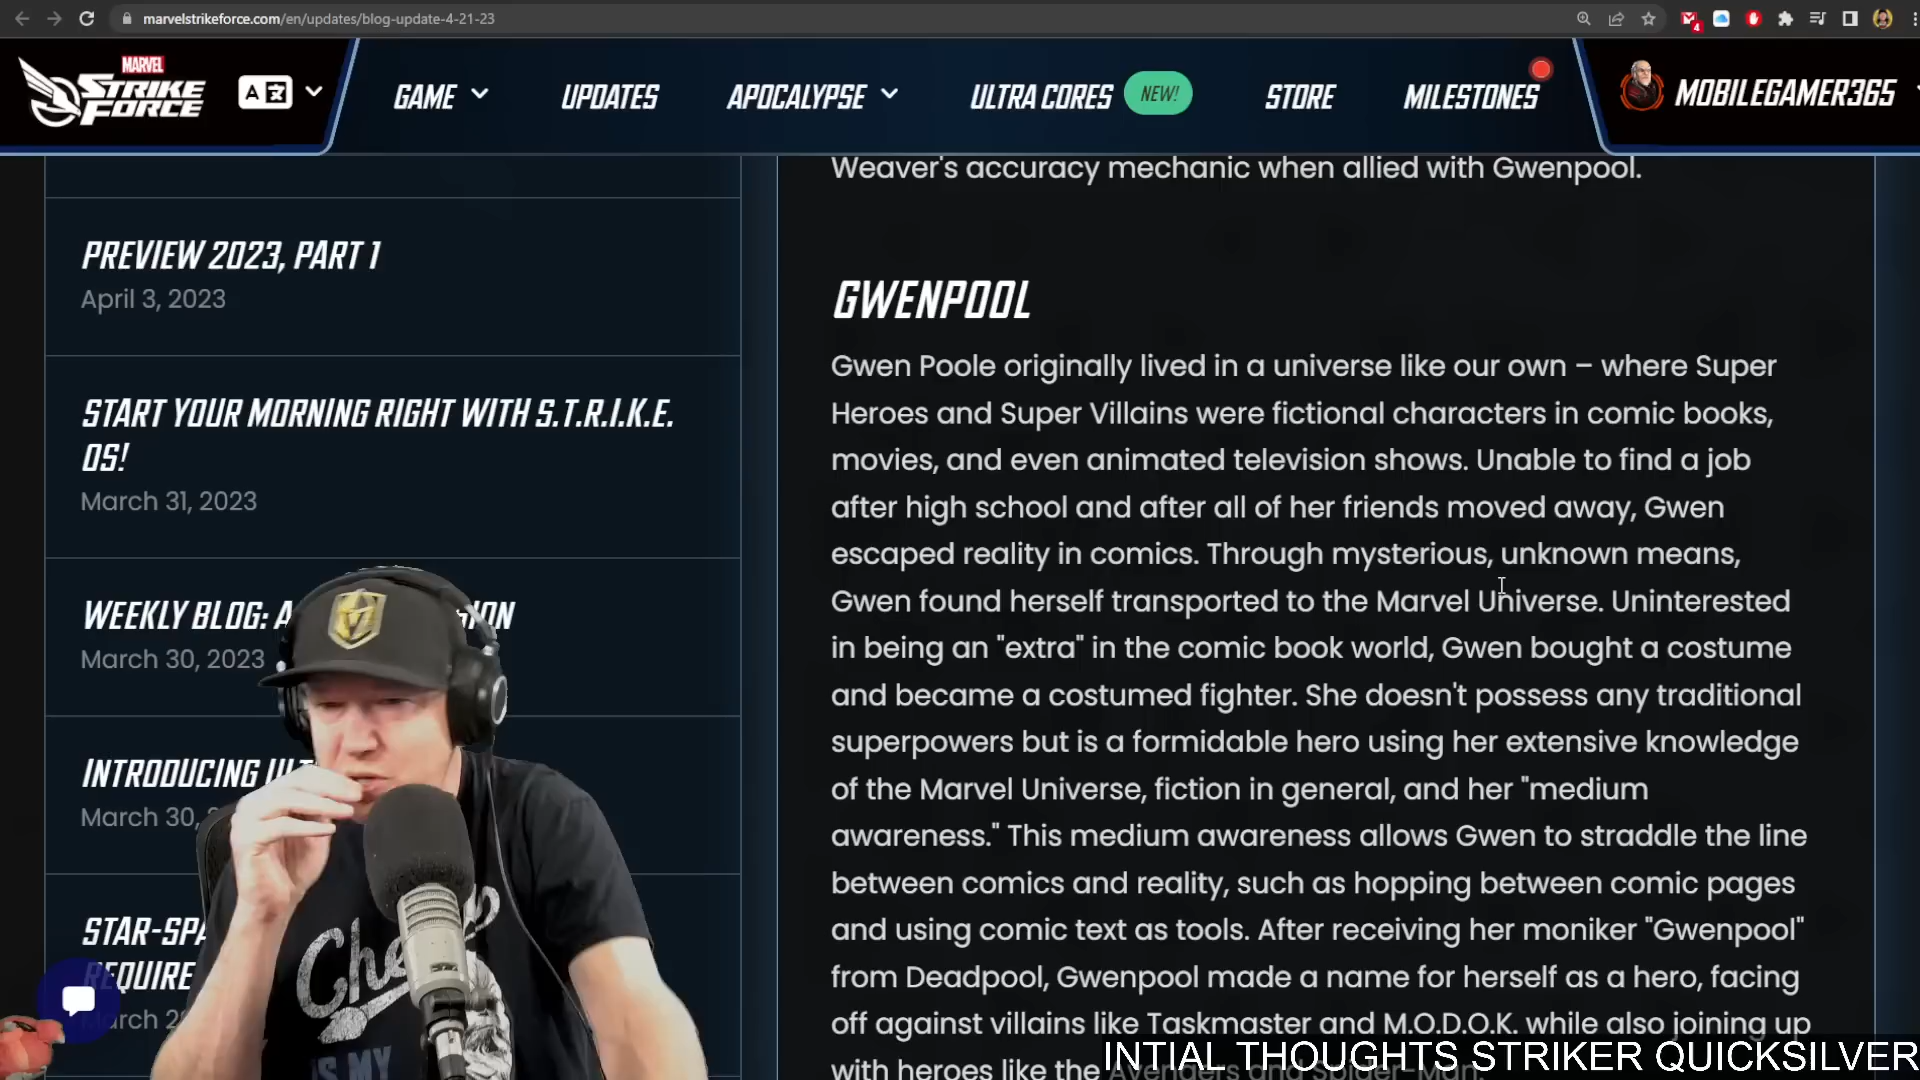 marvelstrikeforce.com/en/updates/blog-update-4-21-23
4
MARVEL
STRIKE
FORCE
GAME
UPDATES
APOCALYPSE
ULTRA CORES
NEW!
STORE
MILESTONES
MOBILEGAMER365
PREVIEW 2023, PART 1
April 3, 2023
START YOUR MORNING RIGHT WITH S.T.R.I.K.E.
OS!
March 31, 2023
WEEKLY BLOG: A
March 30, 2023
INTRODUCING
March 30,
STAR-SPA
REQUIRE
March 2
Weaver's accuracy mechanic when allied with Gwenpool.
GWENPOOL
Gwen Poole originally lived in a universe like our own – where Super
Heroes and Super Villains were fictional characters in comic books,
movies, and even animated television shows. Unable to find a job
after high school and after all of her friends moved away, Gwen
escaped reality in comics. Through mysterious, unknown means,
Gwen found herself transported to the Marvel Universe. Uninterested
in being an "extra" in the comic book world, Gwen bought a costume
and became a costumed fighter. She doesn't possess any traditional
superpowers but is a formidable hero using her extensive knowledge
of the Marvel Universe, fiction in general, and her "medium
awareness." This medium awareness allows Gwen to straddle the line
between comics and reality, such as hopping between comic pages
and using comic text as tools. After receiving her moniker "Gwenpool"
from Deadpool, Gwenpool made a name for herself as a hero, facing
off against villains like Taskmaster and M.O.D.O.K. while also joining up
with heroes like the Avengers and Spider-Man.
IS MY
INTIAL THOUGHTS STRIKER QUICKSILVER